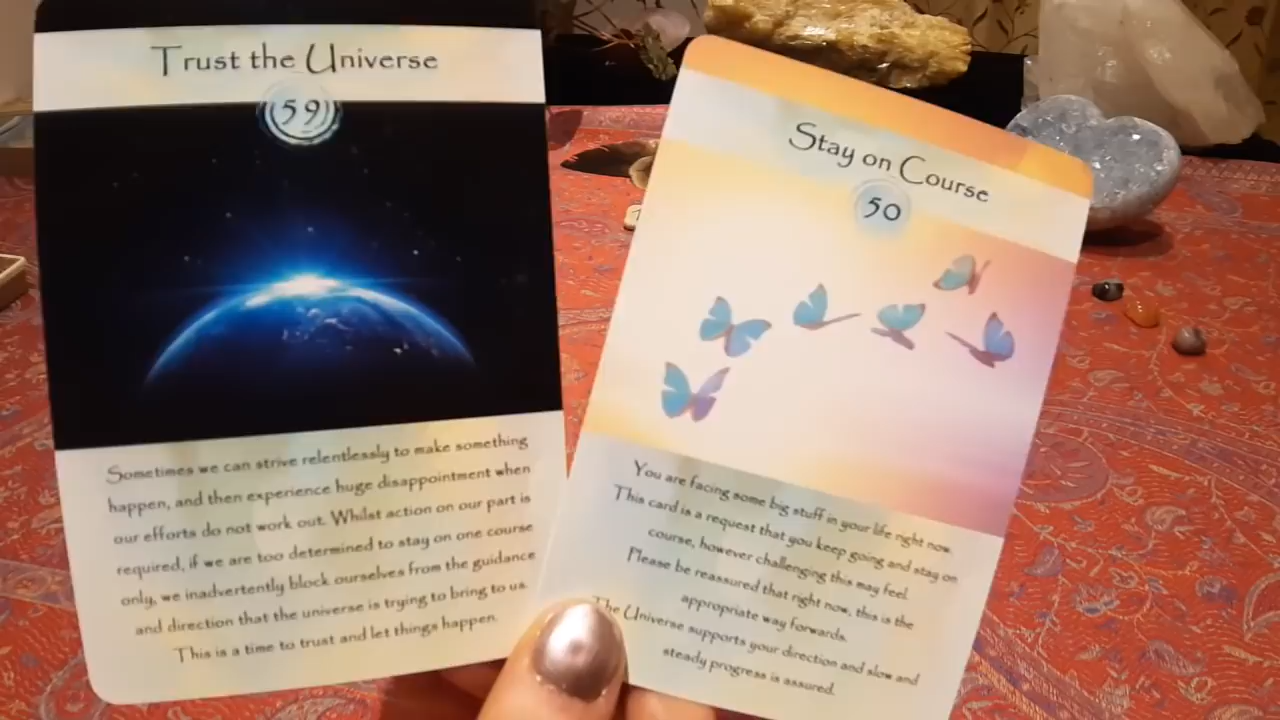 Trust the Universe
59
Sometimes we can strive relentlessly to make something
happen, and then experience huge disappointment when
our efforts do not work out. Whilst action on our part is
required, if we are too determined to stay on one course
only, we inadvertently block ourselves from the guidance
and direction that the universe is trying to bring to us.
This is a time to trust and let things happen.
Stay on Course
50
You are facing some big stuff in your life right now.
This card is a request that you keep going and stay on
course, however challenging this may feel.
Please be reassured that right now, this is the
appropriate way forwards.
The Universe supports your direction and slow and
steady progress is assured.